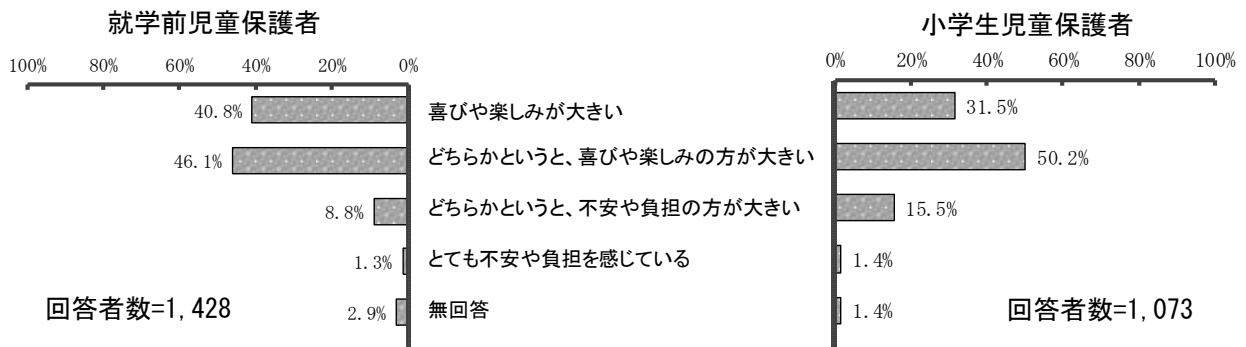 就学前児童保護者 小学生児童保護者
100% 80% 60% 40% 20% 0% 0% 20% 40% 60% 80% 100%
40.8% 喜びや楽しみが大きい 31.5%
46.1% どちらかというと、喜びや楽しみの方が大きい 50.2%
8.8% どちらかというと、不安や負担の方が大きい 15.5%
1.3% とても不安や負担を感じている 1.4%
回答者数=1,428 2.9% 無回答 1.4% 回答者数=1,073